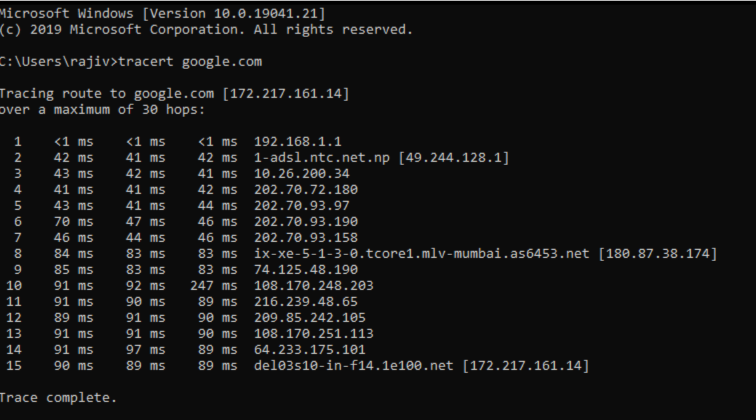 Microsoft Windows [Version 10.0.19041.21]
(c) 2019 Microsoft Corporation. All rights reserved.
C:\Users\rajiv>tracert google.com
Tracing route to google.com [172.217.161.14]
over a maximum of 30 hops:
1 <1 ms <1 ms <1 ms 192.168.1.1
2 42 ms 41 ms 42 ms 1-adsl.ntc.net.np [49.244.128.1]
3 43 ms 42 ms 41 ms 10.26.200.34
4 41 ms 41 ms 42 ms 202.70.72.180
5 43 ms 41 ms 44 ms 202.70.93.97
6 70 ms 47 ms 46 ms 202.70.93.190
7 46 ms 44 ms 46 ms 202.70.93.158
8 84 ms 83 ms 83 ms ix-xe-5-1-3-0.tcore1.mlv-mumbai.as6453.net [180.87.38.174]
9 85 ms 83 ms 83 ms 74.125.48.190
10 91 ms 92 ms 247 ms 108.170.248.203
11 91 ms 90 ms 89 ms 216.239.48.65
12 89 ms 91 ms 90 ms 209.85.242.105
13 91 ms 91 ms 90 ms 108.170.251.113
14 91 ms 97 ms 89 ms 64.233.175.101
15 90 ms 89 ms 89 ms del03s10-in-f14.1e100.net [172.217.161.14]
Trace complete.